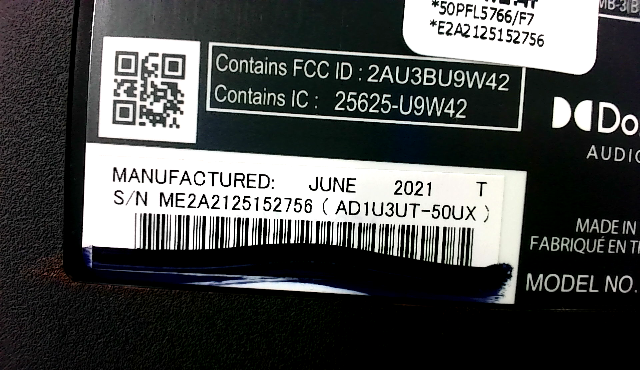 *50PFL5766/F7
*E2A2125152756
Contains FCC ID : 2AU3BU9W42
Contains IC : 25625-U9W42
AUDIO
MANUFACTURED: JUNE 2021 T
S/N ME2A2125152756 ( AD1U3UT-50UX )
MADE IN
FABRIQUÉ EN
MODEL NO.